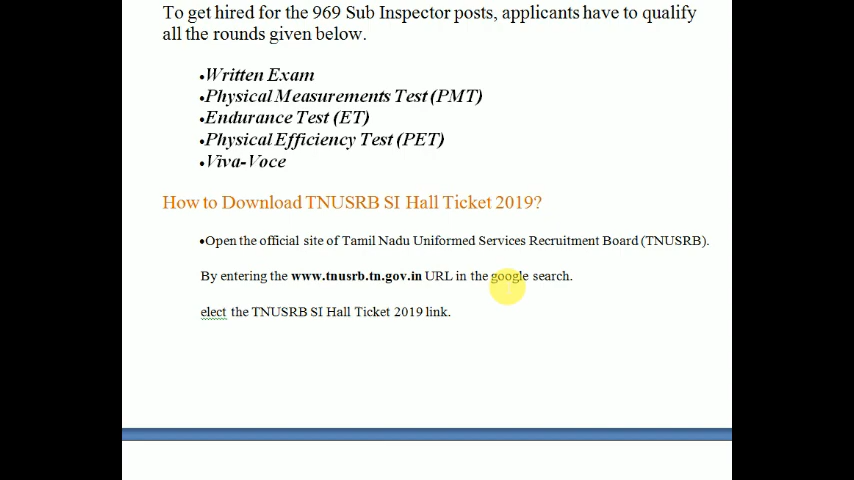 To get hired for the 969 Sub Inspector posts, applicants have to qualify
all the rounds given below.
•Written Exam
•Physical Measurements Test (PMT)
•Endurance Test (ET)
•Physical Efficiency Test (PET)
•Viva-Voce
How to Download TNUSRB SI Hall Ticket 2019?
•Open the official site of Tamil Nadu Uniformed Services Recruitment Board (TNUSRB).
By entering the www.tnusrb.tn.gov.in URL in the google search.
elect the TNUSRB SI Hall Ticket 2019 link.